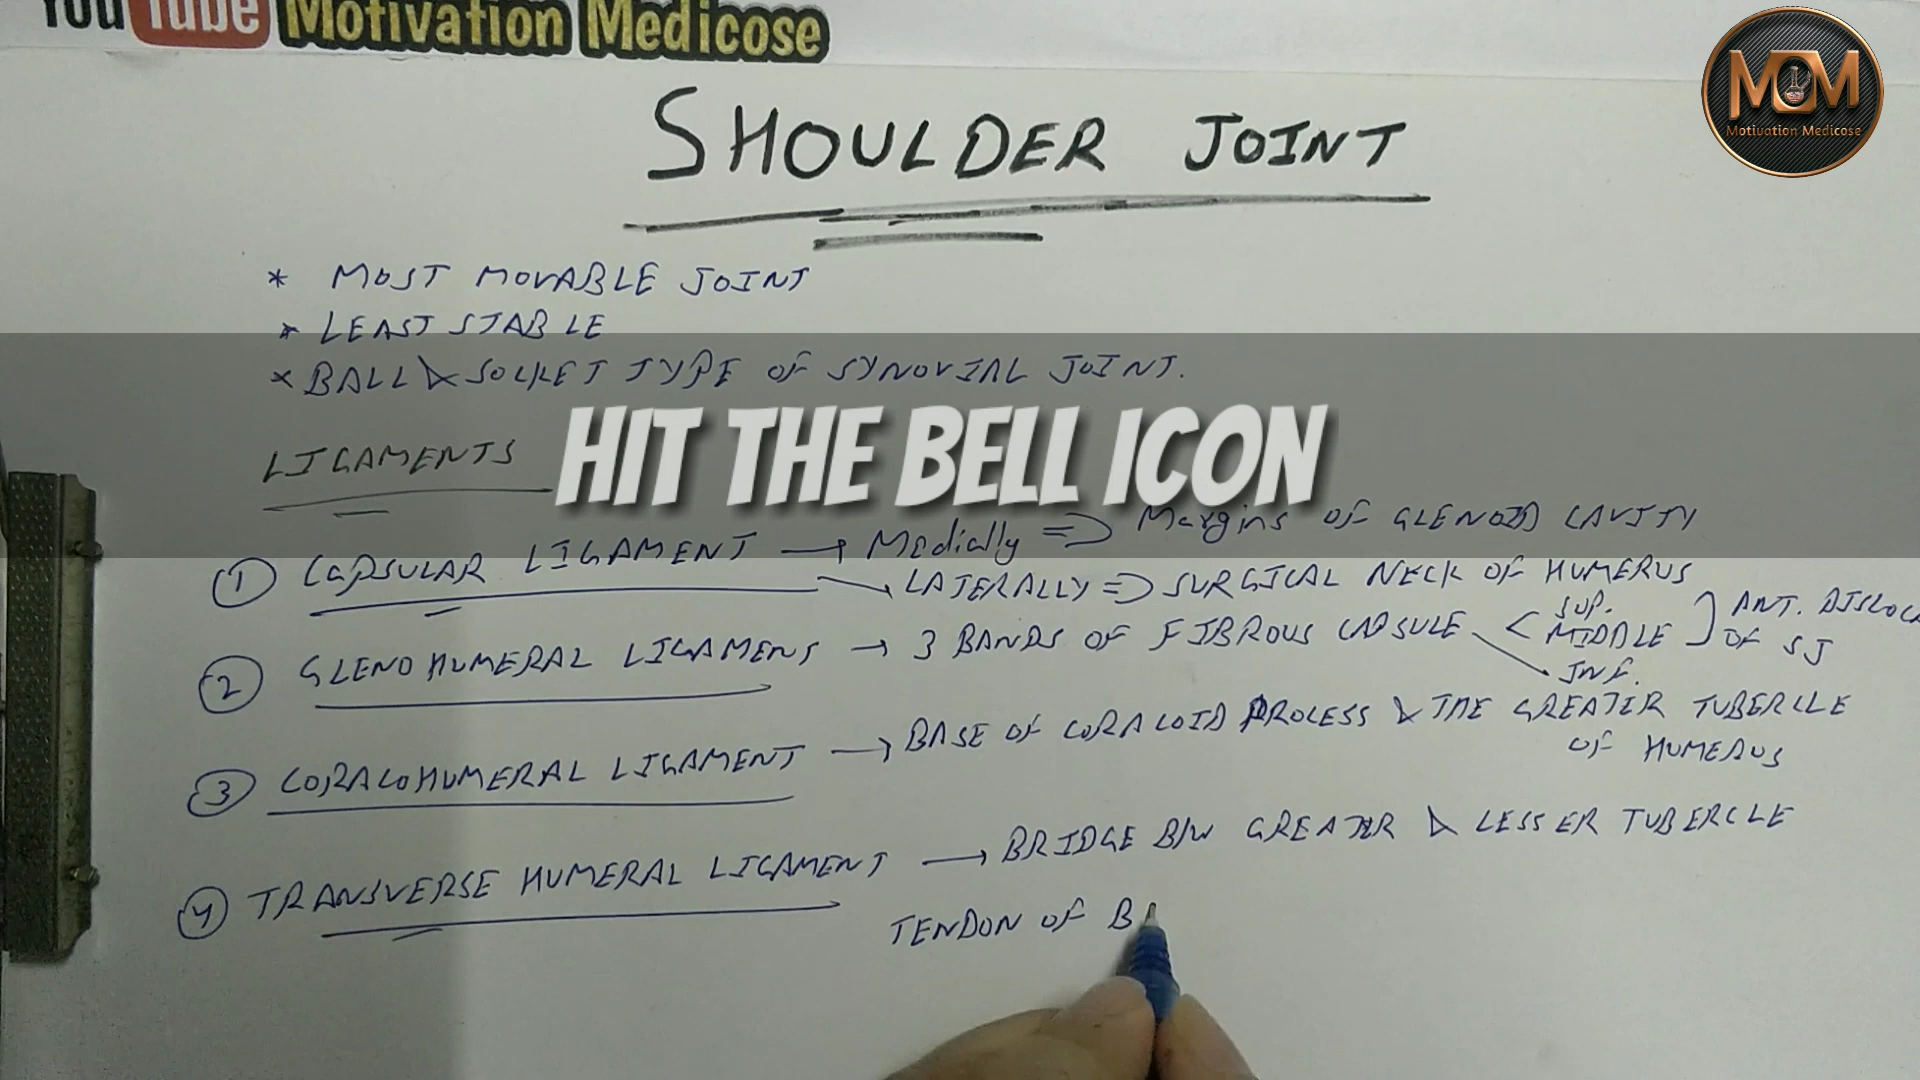 YouTube Motivation Medicose
MOM
Motivation Medicose
SHOULDER JOINT
* MOST MOVABLE JOINT
* LEAST STABLE
* BALL & SOCKET TYPE OF SYNOVIAL JOINT.
HIT THE BELL ICON
LIGAMENTS
① CAPSULAR LIGAMENT → Medially ⇒ Margins OF GLENOID CAVITY
→ LATERALLY ⇒ SURGICAL NECK OF HUMERUS
② GLENOHUMERAL LIGAMENT → 3 BANDS OF FIBROUS CAPSULE
SUP.
MIDDLE
INF.
ANT. DISLOC
OF SJ
③ CORACOHUMERAL LIGAMENT → BASE OF CORACOID PROCESS & THE GREATER TUBERCLE
OF HUMERUS
④ TRANSVERSE HUMERAL LIGAMENT → BRIDGE B/W GREATER & LESSER TUBERCLE
TENDON OF B